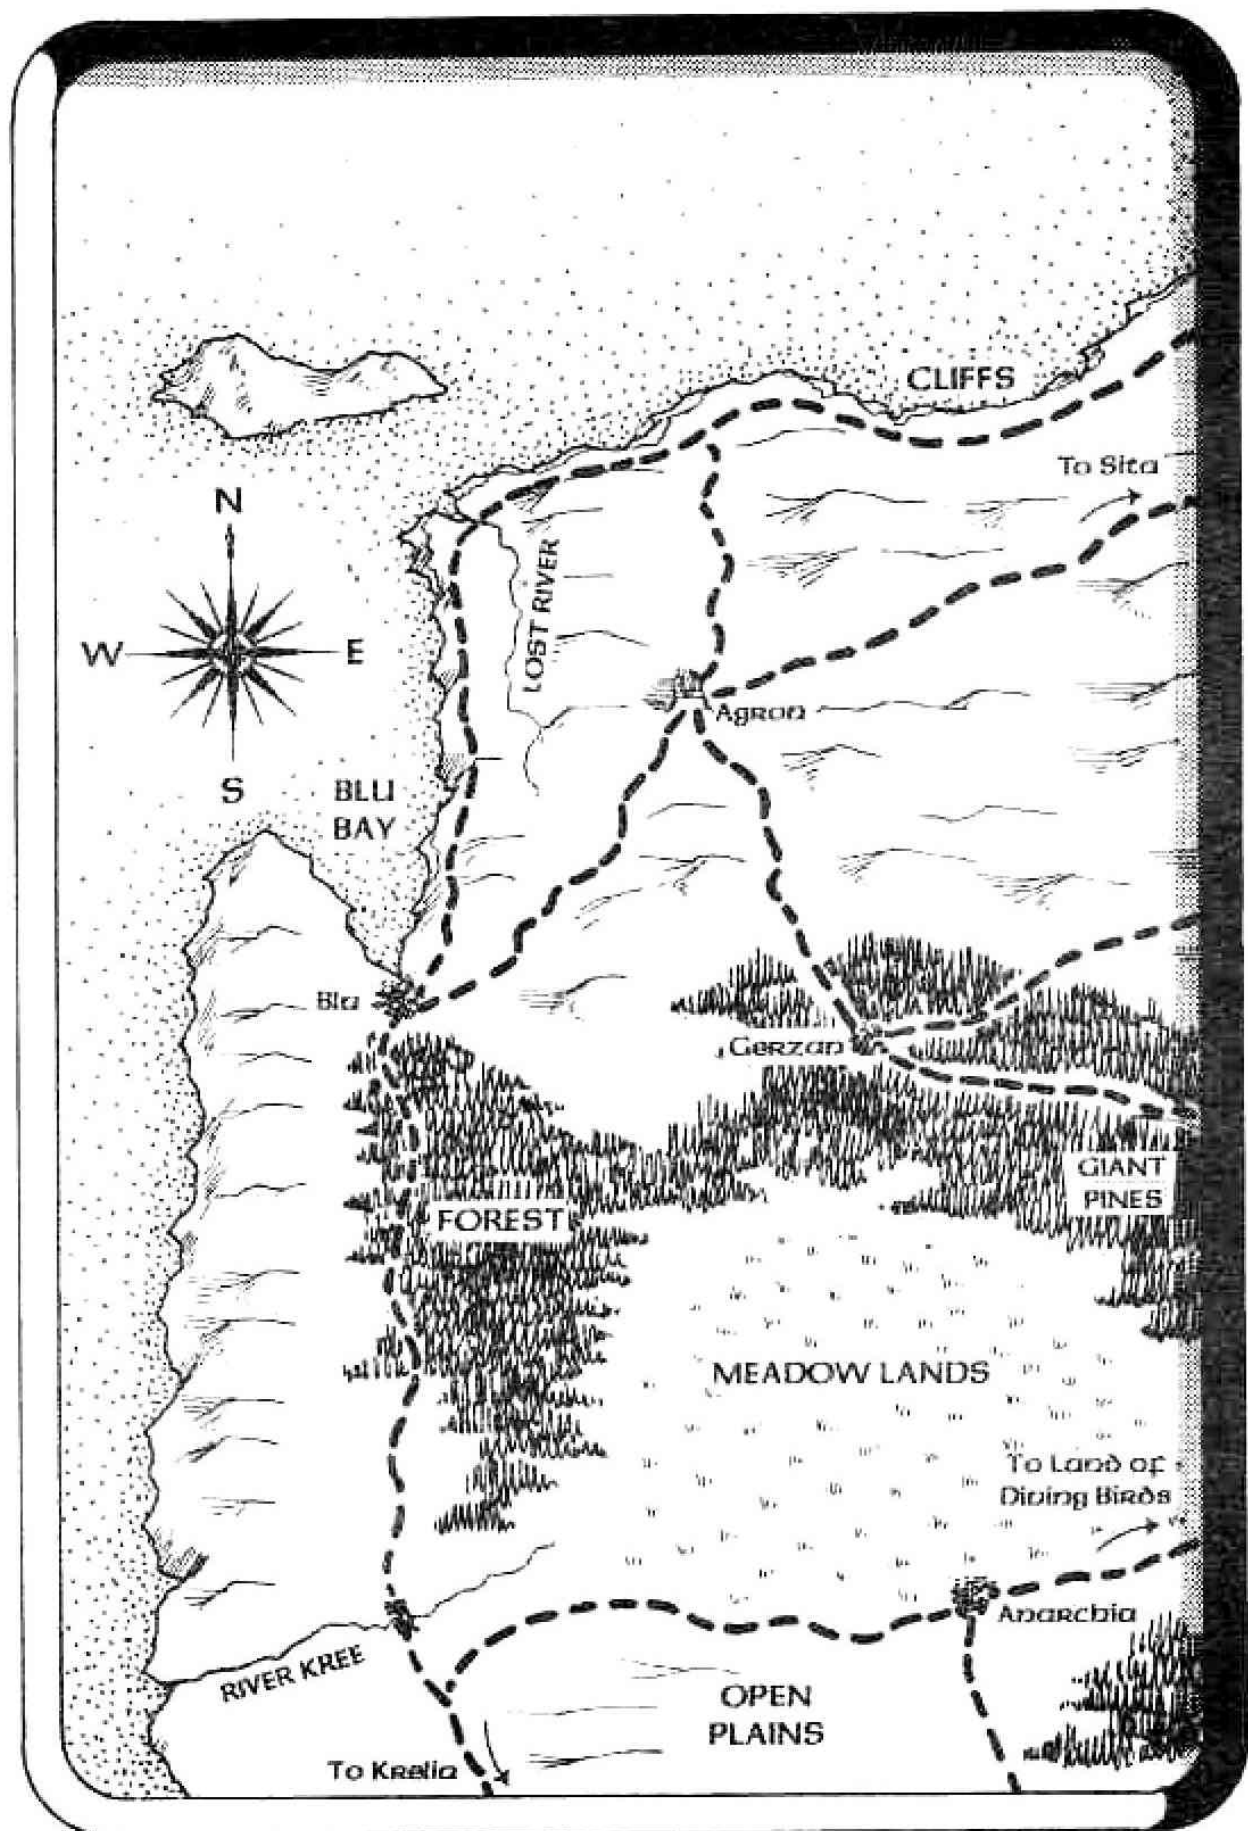 CLIFFS
To Sita
N
LOST RIVER
W
E
Agron
S
BLU
BAY
Blu
Gerzan
GIANT
PINES
FOREST
MEADOW LANDS
To Land of
Diving Birds
Anarchia
RIVER KREE
OPEN
PLAINS
To Krelia